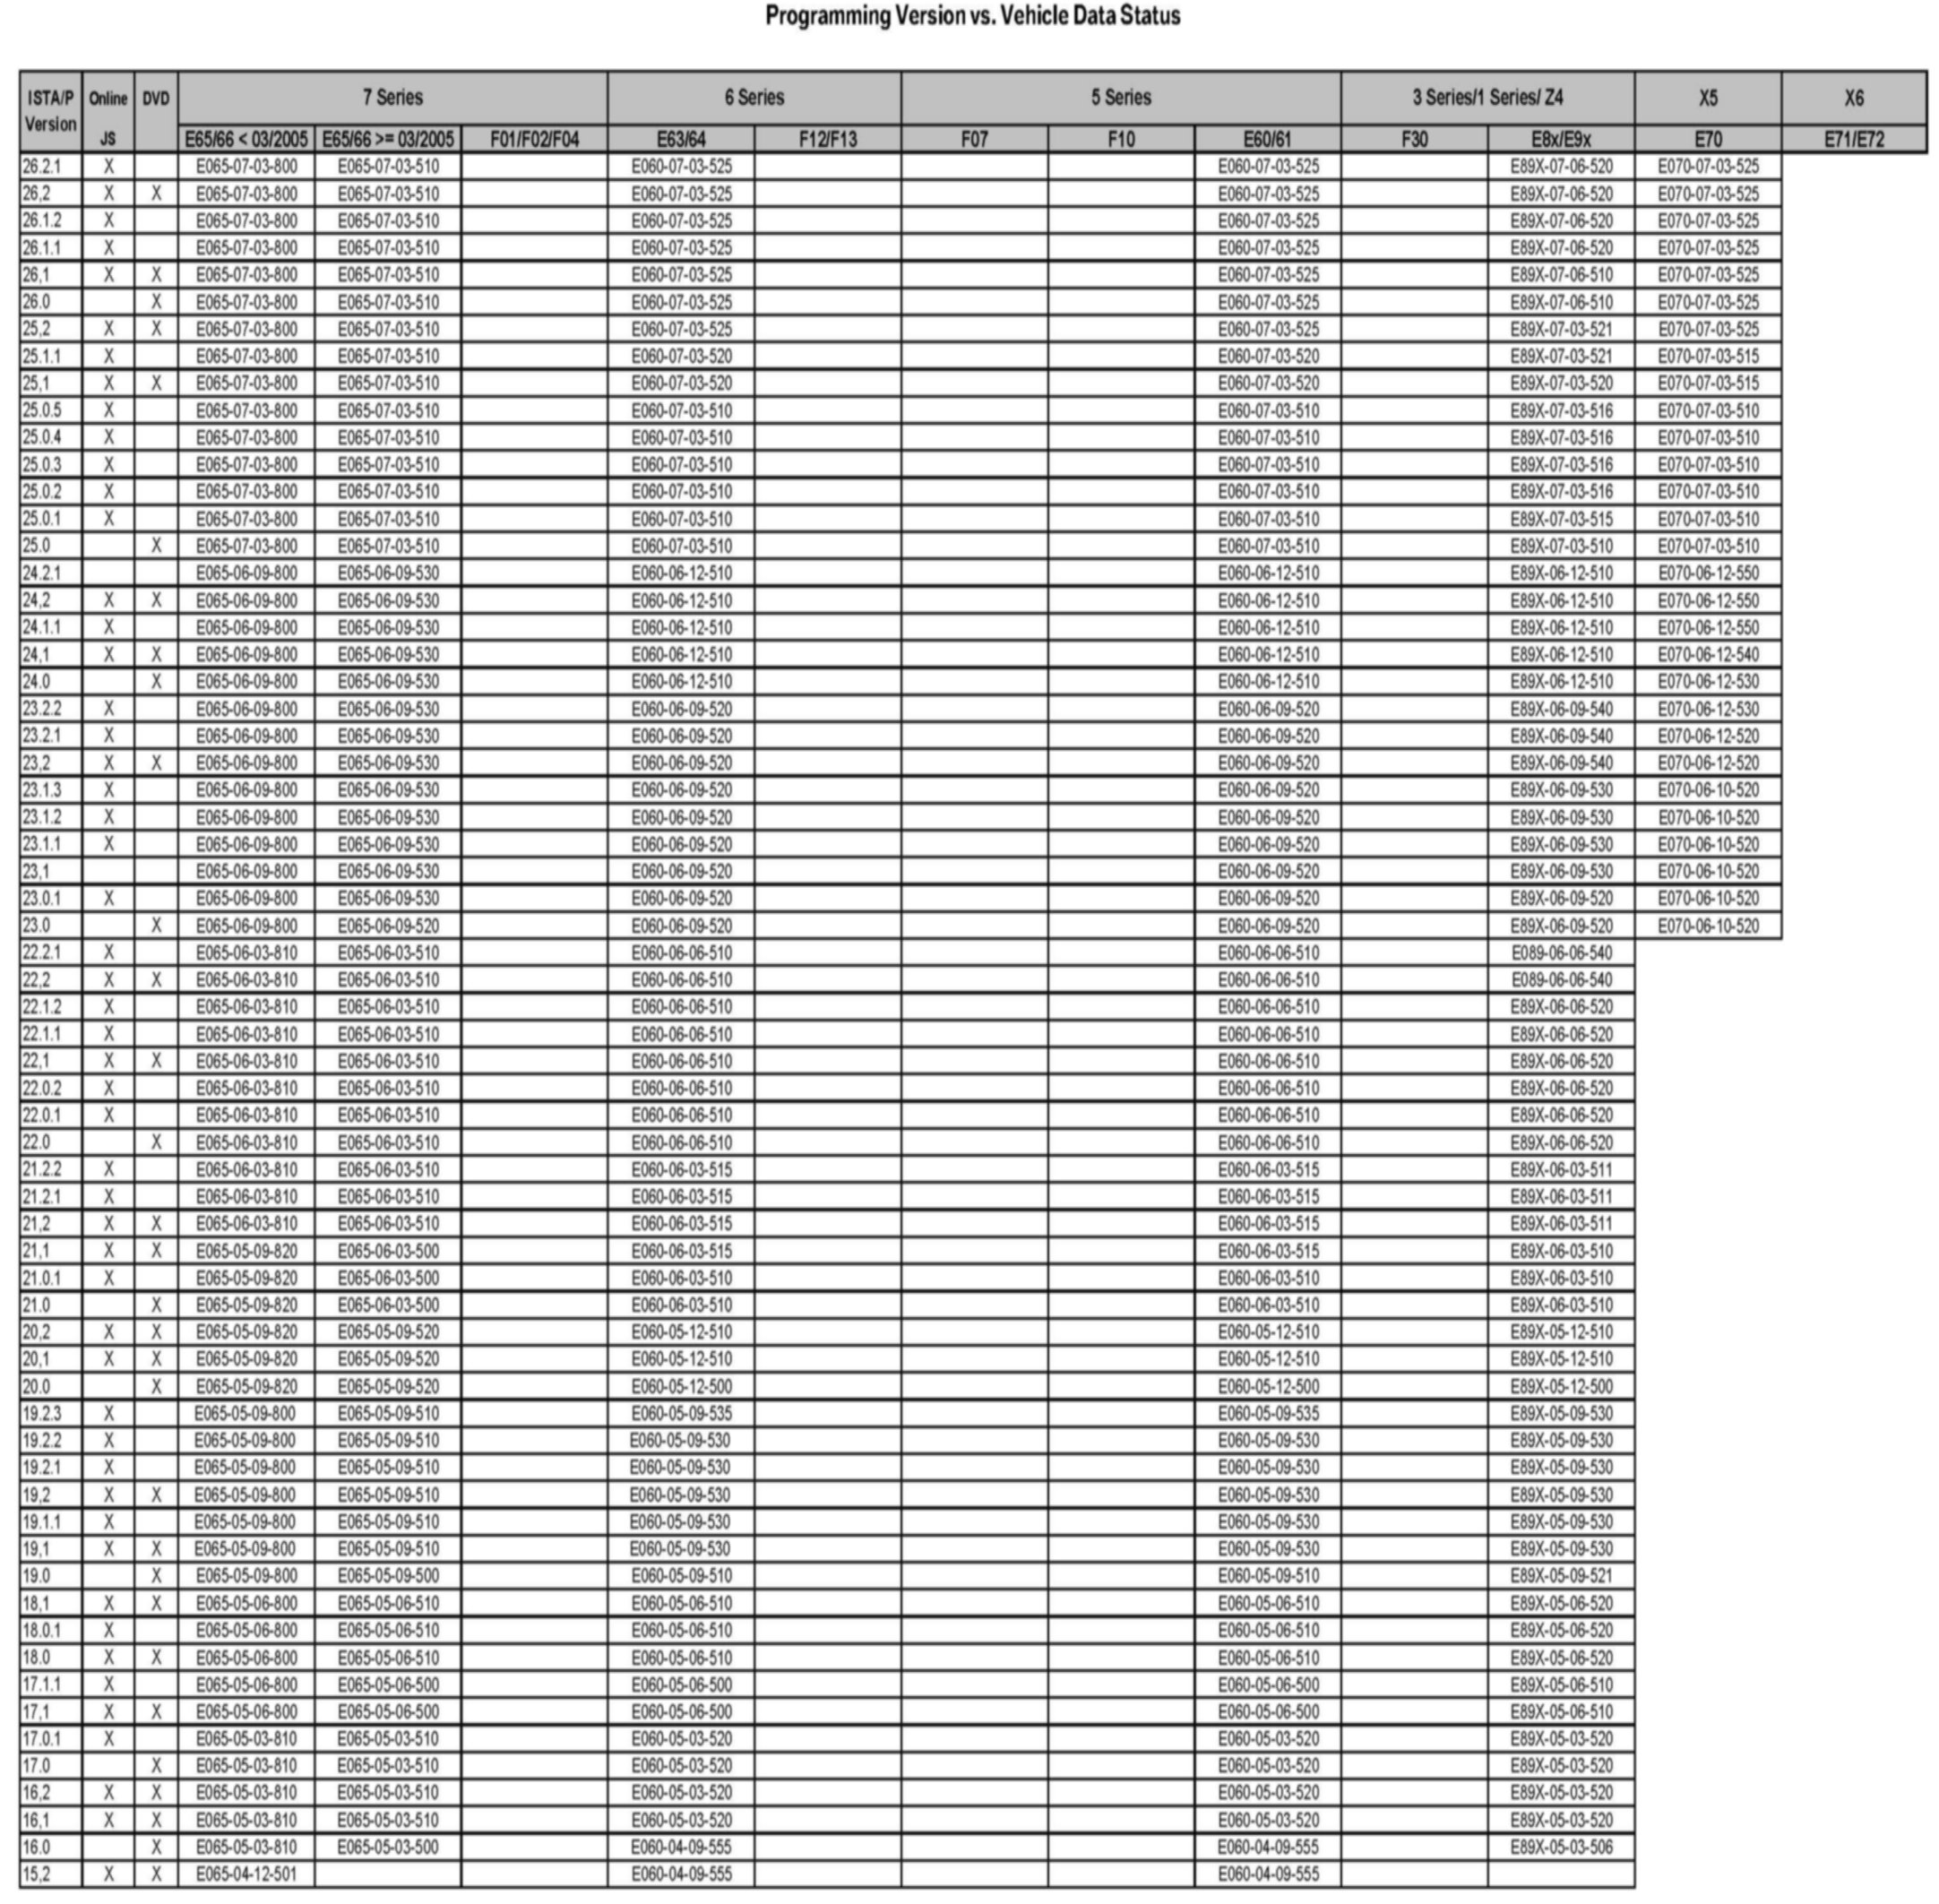 Programming Version vs. Vehicle Data Status
ISTA/P Version Online JS DVD 7 Series 6 Series 5 Series 3 Series/1 Series/ Z4 X5 X6
E65/66 < 03/2005 E65/66 >= 03/2005 F01/F02/F04 E63/64 F12/F13 F07 F10 E60/61 F30 E8x/E9x E70 E71/E72
26.2.1 X E065-07-03-800 E065-07-03-510 E060-07-03-525 E060-07-03-525 E89X-07-06-520 E070-07-03-525
26,2 X X E065-07-03-800 E065-07-03-510 E060-07-03-525 E060-07-03-525 E89X-07-06-520 E070-07-03-525
26.1.2 X E065-07-03-800 E065-07-03-510 E060-07-03-525 E060-07-03-525 E89X-07-06-520 E070-07-03-525
26.1.1 X E065-07-03-800 E065-07-03-510 E060-07-03-525 E060-07-03-525 E89X-07-06-520 E070-07-03-525
26,1 X X E065-07-03-800 E065-07-03-510 E060-07-03-525 E060-07-03-525 E89X-07-06-510 E070-07-03-525
26.0 X E065-07-03-800 E065-07-03-510 E060-07-03-525 E060-07-03-525 E89X-07-06-510 E070-07-03-525
25,2 X X E065-07-03-800 E065-07-03-510 E060-07-03-525 E060-07-03-525 E89X-07-03-521 E070-07-03-525
25.1.1 X E065-07-03-800 E065-07-03-510 E060-07-03-520 E060-07-03-520 E89X-07-03-521 E070-07-03-515
25,1 X X E065-07-03-800 E065-07-03-510 E060-07-03-520 E060-07-03-520 E89X-07-03-520 E070-07-03-515
25.0.5 X E065-07-03-800 E065-07-03-510 E060-07-03-510 E060-07-03-510 E89X-07-03-516 E070-07-03-510
25.0.4 X E065-07-03-800 E065-07-03-510 E060-07-03-510 E060-07-03-510 E89X-07-03-516 E070-07-03-510
25.0.3 X E065-07-03-800 E065-07-03-510 E060-07-03-510 E060-07-03-510 E89X-07-03-516 E070-07-03-510
25.0.2 X E065-07-03-800 E065-07-03-510 E060-07-03-510 E060-07-03-510 E89X-07-03-516 E070-07-03-510
25.0.1 X E065-07-03-800 E065-07-03-510 E060-07-03-510 E060-07-03-510 E89X-07-03-515 E070-07-03-510
25.0 X E065-07-03-800 E065-07-03-510 E060-07-03-510 E060-07-03-510 E89X-07-03-510 E070-07-03-510
24.2.1 E065-06-09-800 E065-06-09-530 E060-06-12-510 E060-06-12-510 E89X-06-12-510 E070-06-12-550
24,2 X X E065-06-09-800 E065-06-09-530 E060-06-12-510 E060-06-12-510 E89X-06-12-510 E070-06-12-550
24.1.1 X E065-06-09-800 E065-06-09-530 E060-06-12-510 E060-06-12-510 E89X-06-12-510 E070-06-12-550
24,1 X X E065-06-09-800 E065-06-09-530 E060-06-12-510 E060-06-12-510 E89X-06-12-510 E070-06-12-540
24.0 X E065-06-09-800 E065-06-09-530 E060-06-12-510 E060-06-12-510 E89X-06-12-510 E070-06-12-530
23.2.2 X E065-06-09-800 E065-06-09-530 E060-06-09-520 E060-06-09-520 E89X-06-09-540 E070-06-12-530
23.2.1 X E065-06-09-800 E065-06-09-530 E060-06-09-520 E060-06-09-520 E89X-06-09-540 E070-06-12-520
23,2 X X E065-06-09-800 E065-06-09-530 E060-06-09-520 E060-06-09-520 E89X-06-09-540 E070-06-12-520
23.1.3 X E065-06-09-800 E065-06-09-530 E060-06-09-520 E060-06-09-520 E89X-06-09-530 E070-06-10-520
23.1.2 X E065-06-09-800 E065-06-09-530 E060-06-09-520 E060-06-09-520 E89X-06-09-530 E070-06-10-520
23.1.1 X E065-06-09-800 E065-06-09-530 E060-06-09-520 E060-06-09-520 E89X-06-09-530 E070-06-10-520
23,1 E065-06-09-800 E065-06-09-530 E060-06-09-520 E060-06-09-520 E89X-06-09-530 E070-06-10-520
23.0.1 X E065-06-09-800 E065-06-09-530 E060-06-09-520 E060-06-09-520 E89X-06-09-520 E070-06-10-520
23.0 X E065-06-09-800 E065-06-09-520 E060-06-09-520 E060-06-09-520 E89X-06-09-520 E070-06-10-520
22.2.1 X E065-06-03-810 E065-06-03-510 E060-06-06-510 E060-06-06-510 E089-06-06-540
22,2 X X E065-06-03-810 E065-06-03-510 E060-06-06-510 E060-06-06-510 E089-06-06-540
22.1.2 X E065-06-03-810 E065-06-03-510 E060-06-06-510 E060-06-06-510 E89X-06-06-520
22.1.1 X E065-06-03-810 E065-06-03-510 E060-06-06-510 E060-06-06-510 E89X-06-06-520
22,1 X X E065-06-03-810 E065-06-03-510 E060-06-06-510 E060-06-06-510 E89X-06-06-520
22.0.2 X E065-06-03-810 E065-06-03-510 E060-06-06-510 E060-06-06-510 E89X-06-06-520
22.0.1 X E065-06-03-810 E065-06-03-510 E060-06-06-510 E060-06-06-510 E89X-06-06-520
22.0 X E065-06-03-810 E065-06-03-510 E060-06-06-510 E060-06-06-510 E89X-06-06-520
21.2.2 X E065-06-03-810 E065-06-03-510 E060-06-03-515 E060-06-03-515 E89X-06-03-511
21.2.1 X E065-06-03-810 E065-06-03-510 E060-06-03-515 E060-06-03-515 E89X-06-03-511
21,2 X X E065-06-03-810 E065-06-03-510 E060-06-03-515 E060-06-03-515 E89X-06-03-511
21,1 X X E065-05-09-820 E065-06-03-500 E060-06-03-515 E060-06-03-515 E89X-06-03-510
21.0.1 X E065-05-09-820 E065-06-03-500 E060-06-03-510 E060-06-03-510 E89X-06-03-510
21.0 X E065-05-09-820 E065-06-03-500 E060-06-03-510 E060-06-03-510 E89X-06-03-510
20,2 X X E065-05-09-820 E065-05-09-520 E060-05-12-510 E060-05-12-510 E89X-05-12-510
20,1 X X E065-05-09-820 E065-05-09-520 E060-05-12-510 E060-05-12-510 E89X-05-12-510
20.0 X E065-05-09-820 E065-05-09-520 E060-05-12-500 E060-05-12-500 E89X-05-12-500
19.2.3 X E065-05-09-800 E065-05-09-510 E060-05-09-535 E060-05-09-535 E89X-05-09-530
19.2.2 X E065-05-09-800 E065-05-09-510 E060-05-09-530 E060-05-09-530 E89X-05-09-530
19.2.1 X E065-05-09-800 E065-05-09-510 E060-05-09-530 E060-05-09-530 E89X-05-09-530
19,2 X X E065-05-09-800 E065-05-09-510 E060-05-09-530 E060-05-09-530 E89X-05-09-530
19.1.1 X E065-05-09-800 E065-05-09-510 E060-05-09-530 E060-05-09-530 E89X-05-09-530
19,1 X X E065-05-09-800 E065-05-09-510 E060-05-09-530 E060-05-09-530 E89X-05-09-530
19.0 X E065-05-09-800 E065-05-09-500 E060-05-09-510 E060-05-09-510 E89X-05-09-521
18,1 X X E065-05-06-800 E065-05-06-510 E060-05-06-510 E060-05-06-510 E89X-05-06-520
18.0.1 X E065-05-06-800 E065-05-06-510 E060-05-06-510 E060-05-06-510 E89X-05-06-520
18.0 X X E065-05-06-800 E065-05-06-510 E060-05-06-510 E060-05-06-510 E89X-05-06-520
17.1.1 X E065-05-06-800 E065-05-06-500 E060-05-06-500 E060-05-06-500 E89X-05-06-510
17,1 X X E065-05-06-800 E065-05-06-500 E060-05-06-500 E060-05-06-500 E89X-05-06-510
17.0.1 X E065-05-03-810 E065-05-03-510 E060-05-03-520 E060-05-03-520 E89X-05-03-520
17.0 X E065-05-03-810 E065-05-03-510 E060-05-03-520 E060-05-03-520 E89X-05-03-520
16,2 X X E065-05-03-810 E065-05-03-510 E060-05-03-520 E060-05-03-520 E89X-05-03-520
16,1 X X E065-05-03-810 E065-05-03-510 E060-05-03-520 E060-05-03-520 E89X-05-03-520
16.0 X E065-05-03-810 E065-05-03-500 E060-04-09-555 E060-04-09-555 E89X-05-03-506
15,2 X X E065-04-12-501 E060-04-09-555 E060-04-09-555